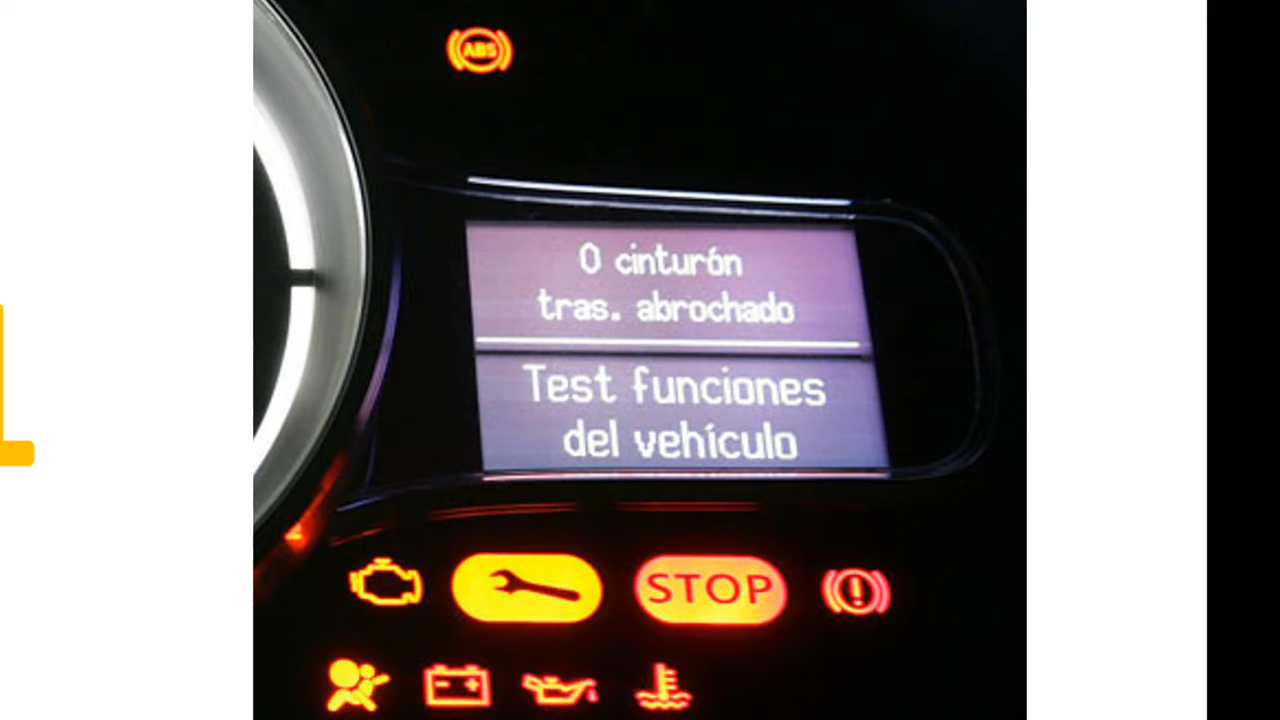 ABS
0 cinturón
tras. abrochado
Test funciones
del vehículo
STOP